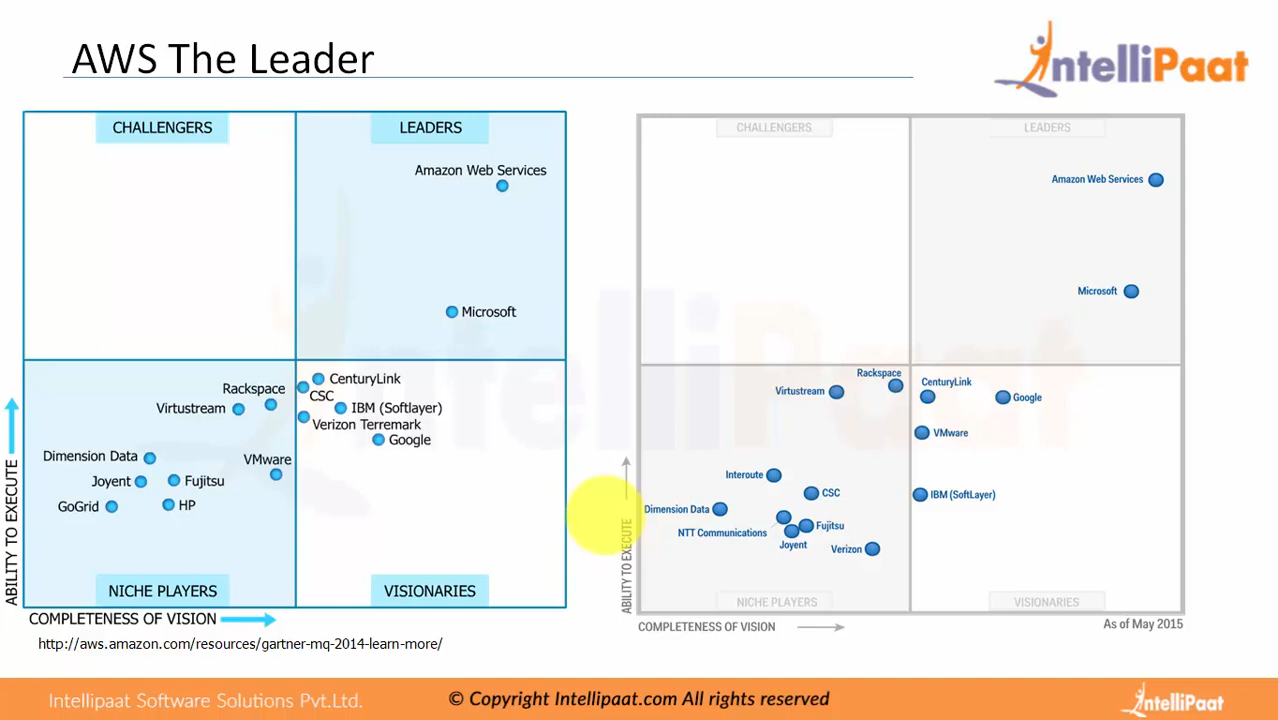 AWS The Leader
IntelliPaat
CHALLENGERS
LEADERS
Amazon Web Services
Microsoft
CenturyLink
Rackspace
CSC
Virtustream
IBM (Softlayer)
Verizon Terremark
Google
Dimension Data
VMware
Joyent
Fujitsu
GoGrid
HP
NICHE PLAYERS
VISIONARIES
ABILITY TO EXECUTE
COMPLETENESS OF VISION
http://aws.amazon.com/resources/gartner-mq-2014-learn-more/
CHALLENGERS
LEADERS
Amazon Web Services
Microsoft
Rackspace
CenturyLink
Virtustream
Google
VMware
Interoute
CSC
IBM (SoftLayer)
Dimension Data
Fujitsu
NTT Communications
Joyent
Verizon
NICHE PLAYERS
VISIONARIES
ABILITY TO EXECUTE
COMPLETENESS OF VISION
As of May 2015
IntelliPaat
Intellipaat Software Solutions Pvt.Ltd.
© Copyright Intellipaat.com All rights reserved
IntelliPaat